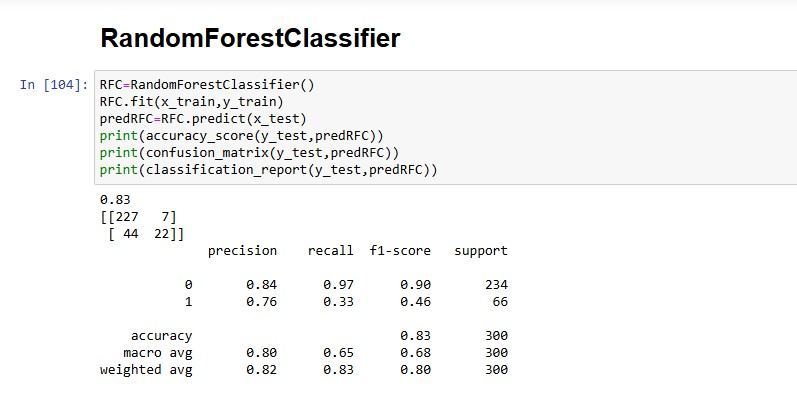 RandomForestClassifier
In [104]: RFC=RandomForestClassifier()
RFC.fit(x_train,y_train)
predRFC=RFC.predict(x_test)
print(accuracy_score(y_test,predRFC))
print(confusion_matrix(y_test,predRFC))
print(classification_report(y_test,predRFC))
0.83
[[227   7]
 [ 44  22]]
              precision    recall  f1-score   support
           0       0.84      0.97      0.90       234
           1       0.76      0.33      0.46        66
    accuracy                           0.83       300
   macro avg       0.80      0.65      0.68       300
weighted avg       0.82      0.83      0.80       300